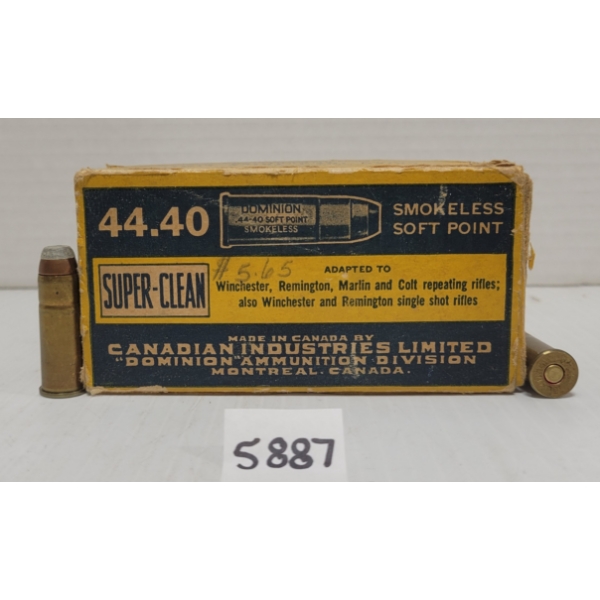 44.40
DOMINION
.44-40 SOFT POINT
SMOKELESS
SMOKELESS
SOFT POINT
SUPER-CLEAN
#5.65
ADAPTED TO
Winchester, Remington, Marlin and Colt repeating rifles;
also Winchester and Remington single shot rifles
MADE IN CANADA BY
CANADIAN INDUSTRIES LIMITED
"DOMINION" AMMUNITION DIVISION
MONTREAL. CANADA.
5887